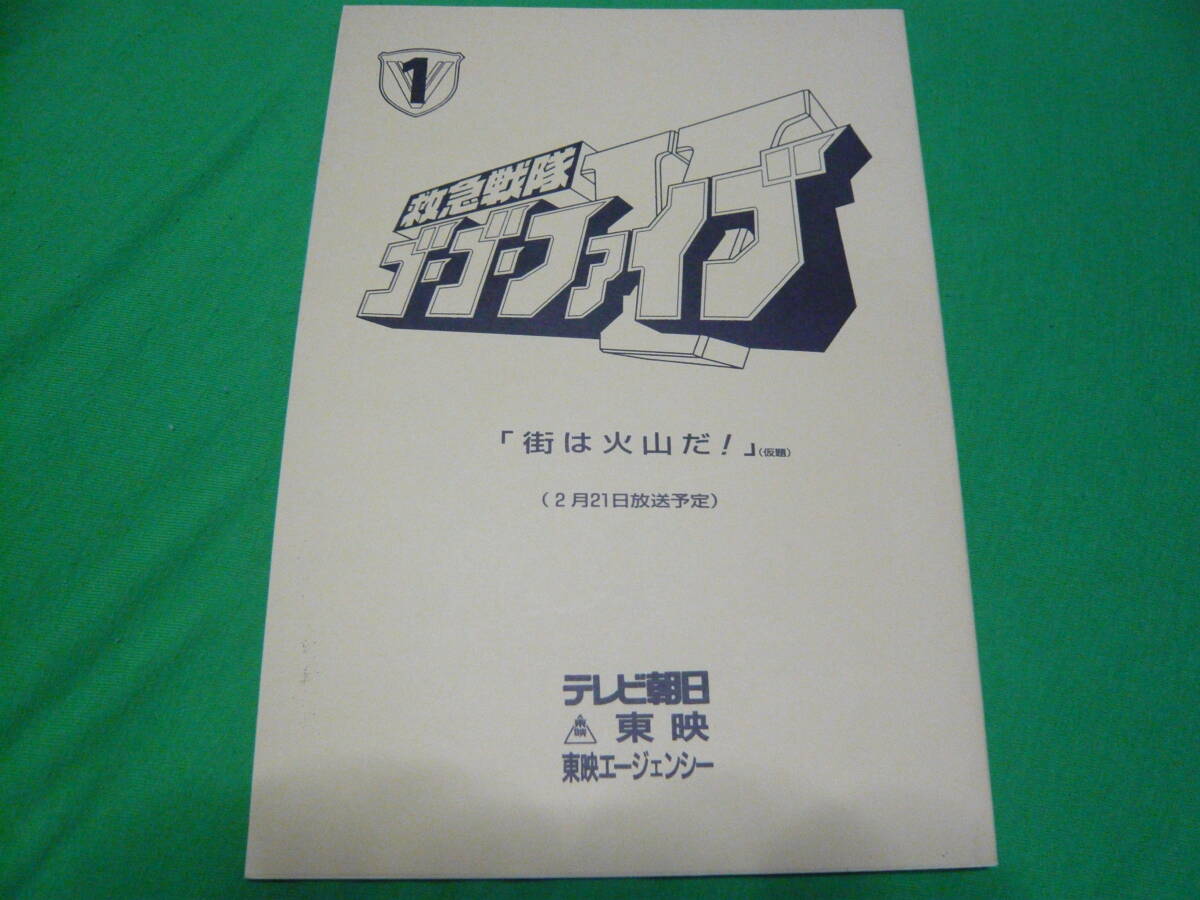 1
救急戦隊
ゴーゴーファイブ
「街は火山だ！」(仮題)
(２月21日放送予定)
テレビ朝日
東映 東映
東映エージェンシー